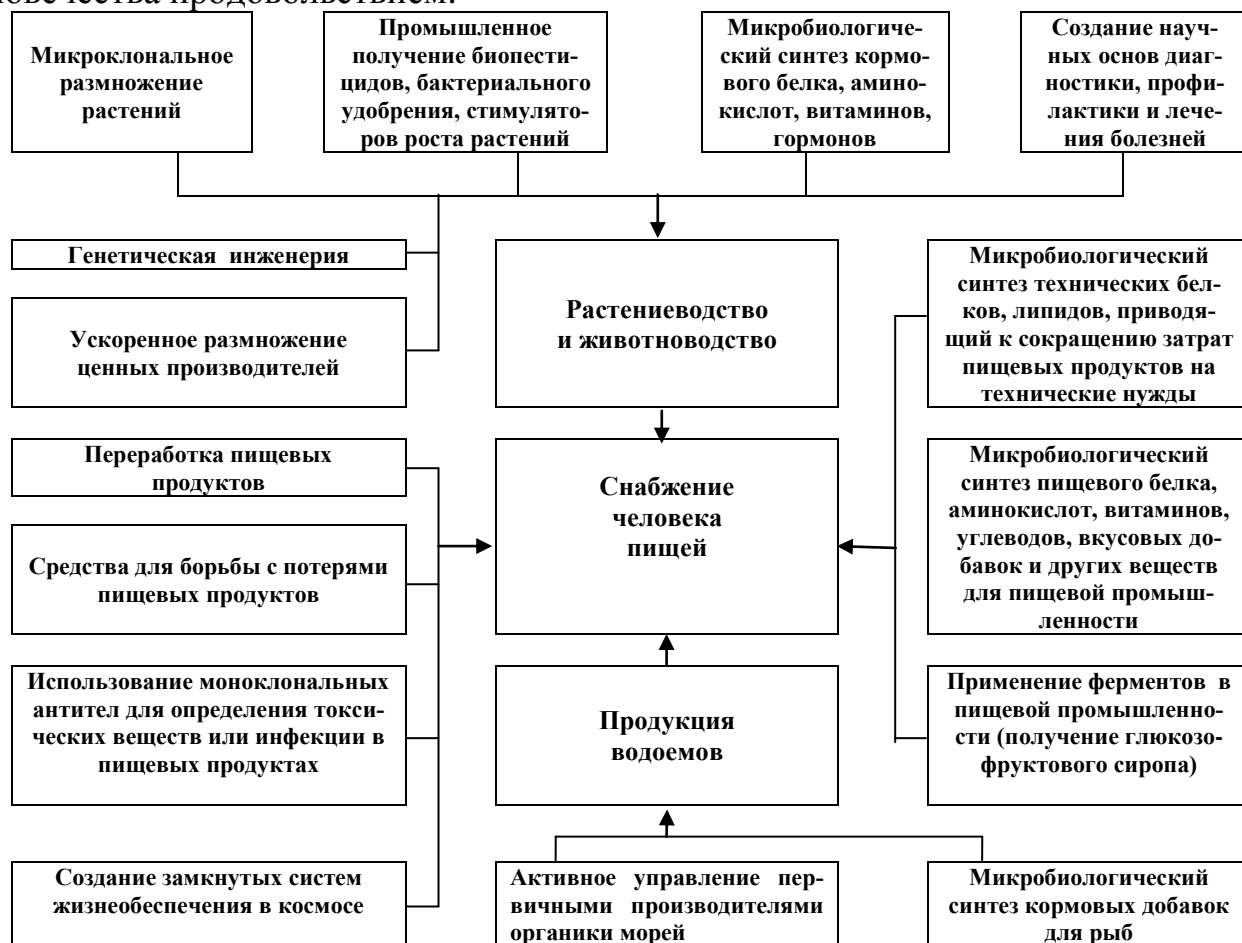 продовольствием.
Микроклональное
размножение
растений
Промышленное
получение биопести-
цидов, бактериального
удобрения, стимулято-
ров роста растений
Микробиологиче-
ский синтез кормо-
вого белка, амино-
кислот, витаминов,
гормонов
Создание науч-
ных основ диаг-
ностики, профи-
лактики и лече-
ния болезней
Генетическая инженерия
Ускоренное размножение
ценных производителей
Растениеводство
и животноводство
Микробиологический
синтез технических бел-
ков, липидов, приводя-
щий к сокращению затрат
пищевых продуктов на
технические нужды
Переработка пищевых
продуктов
Средства для борьбы с потерями
пищевых продуктов
Снабжение
человека
пищей
Микробиологический
синтез пищевого белка,
аминокислот, витаминов,
углеводов, вкусовых до-
бавок и других веществ
для пищевой промыш-
ленности
Использование моноклональных
антител для определения токси-
ческих веществ или инфекции в
пищевых продуктах
Продукция
водоемов
Применение ферментов в
пищевой промышленно-
сти (получение глюкозо-
фруктового сиропа)
Создание замкнутых систем
жизнеобеспечения в космосе
Активное управление пер-
вичными производителями
органики морей
Микробиологический
синтез кормовых добавок
для рыб